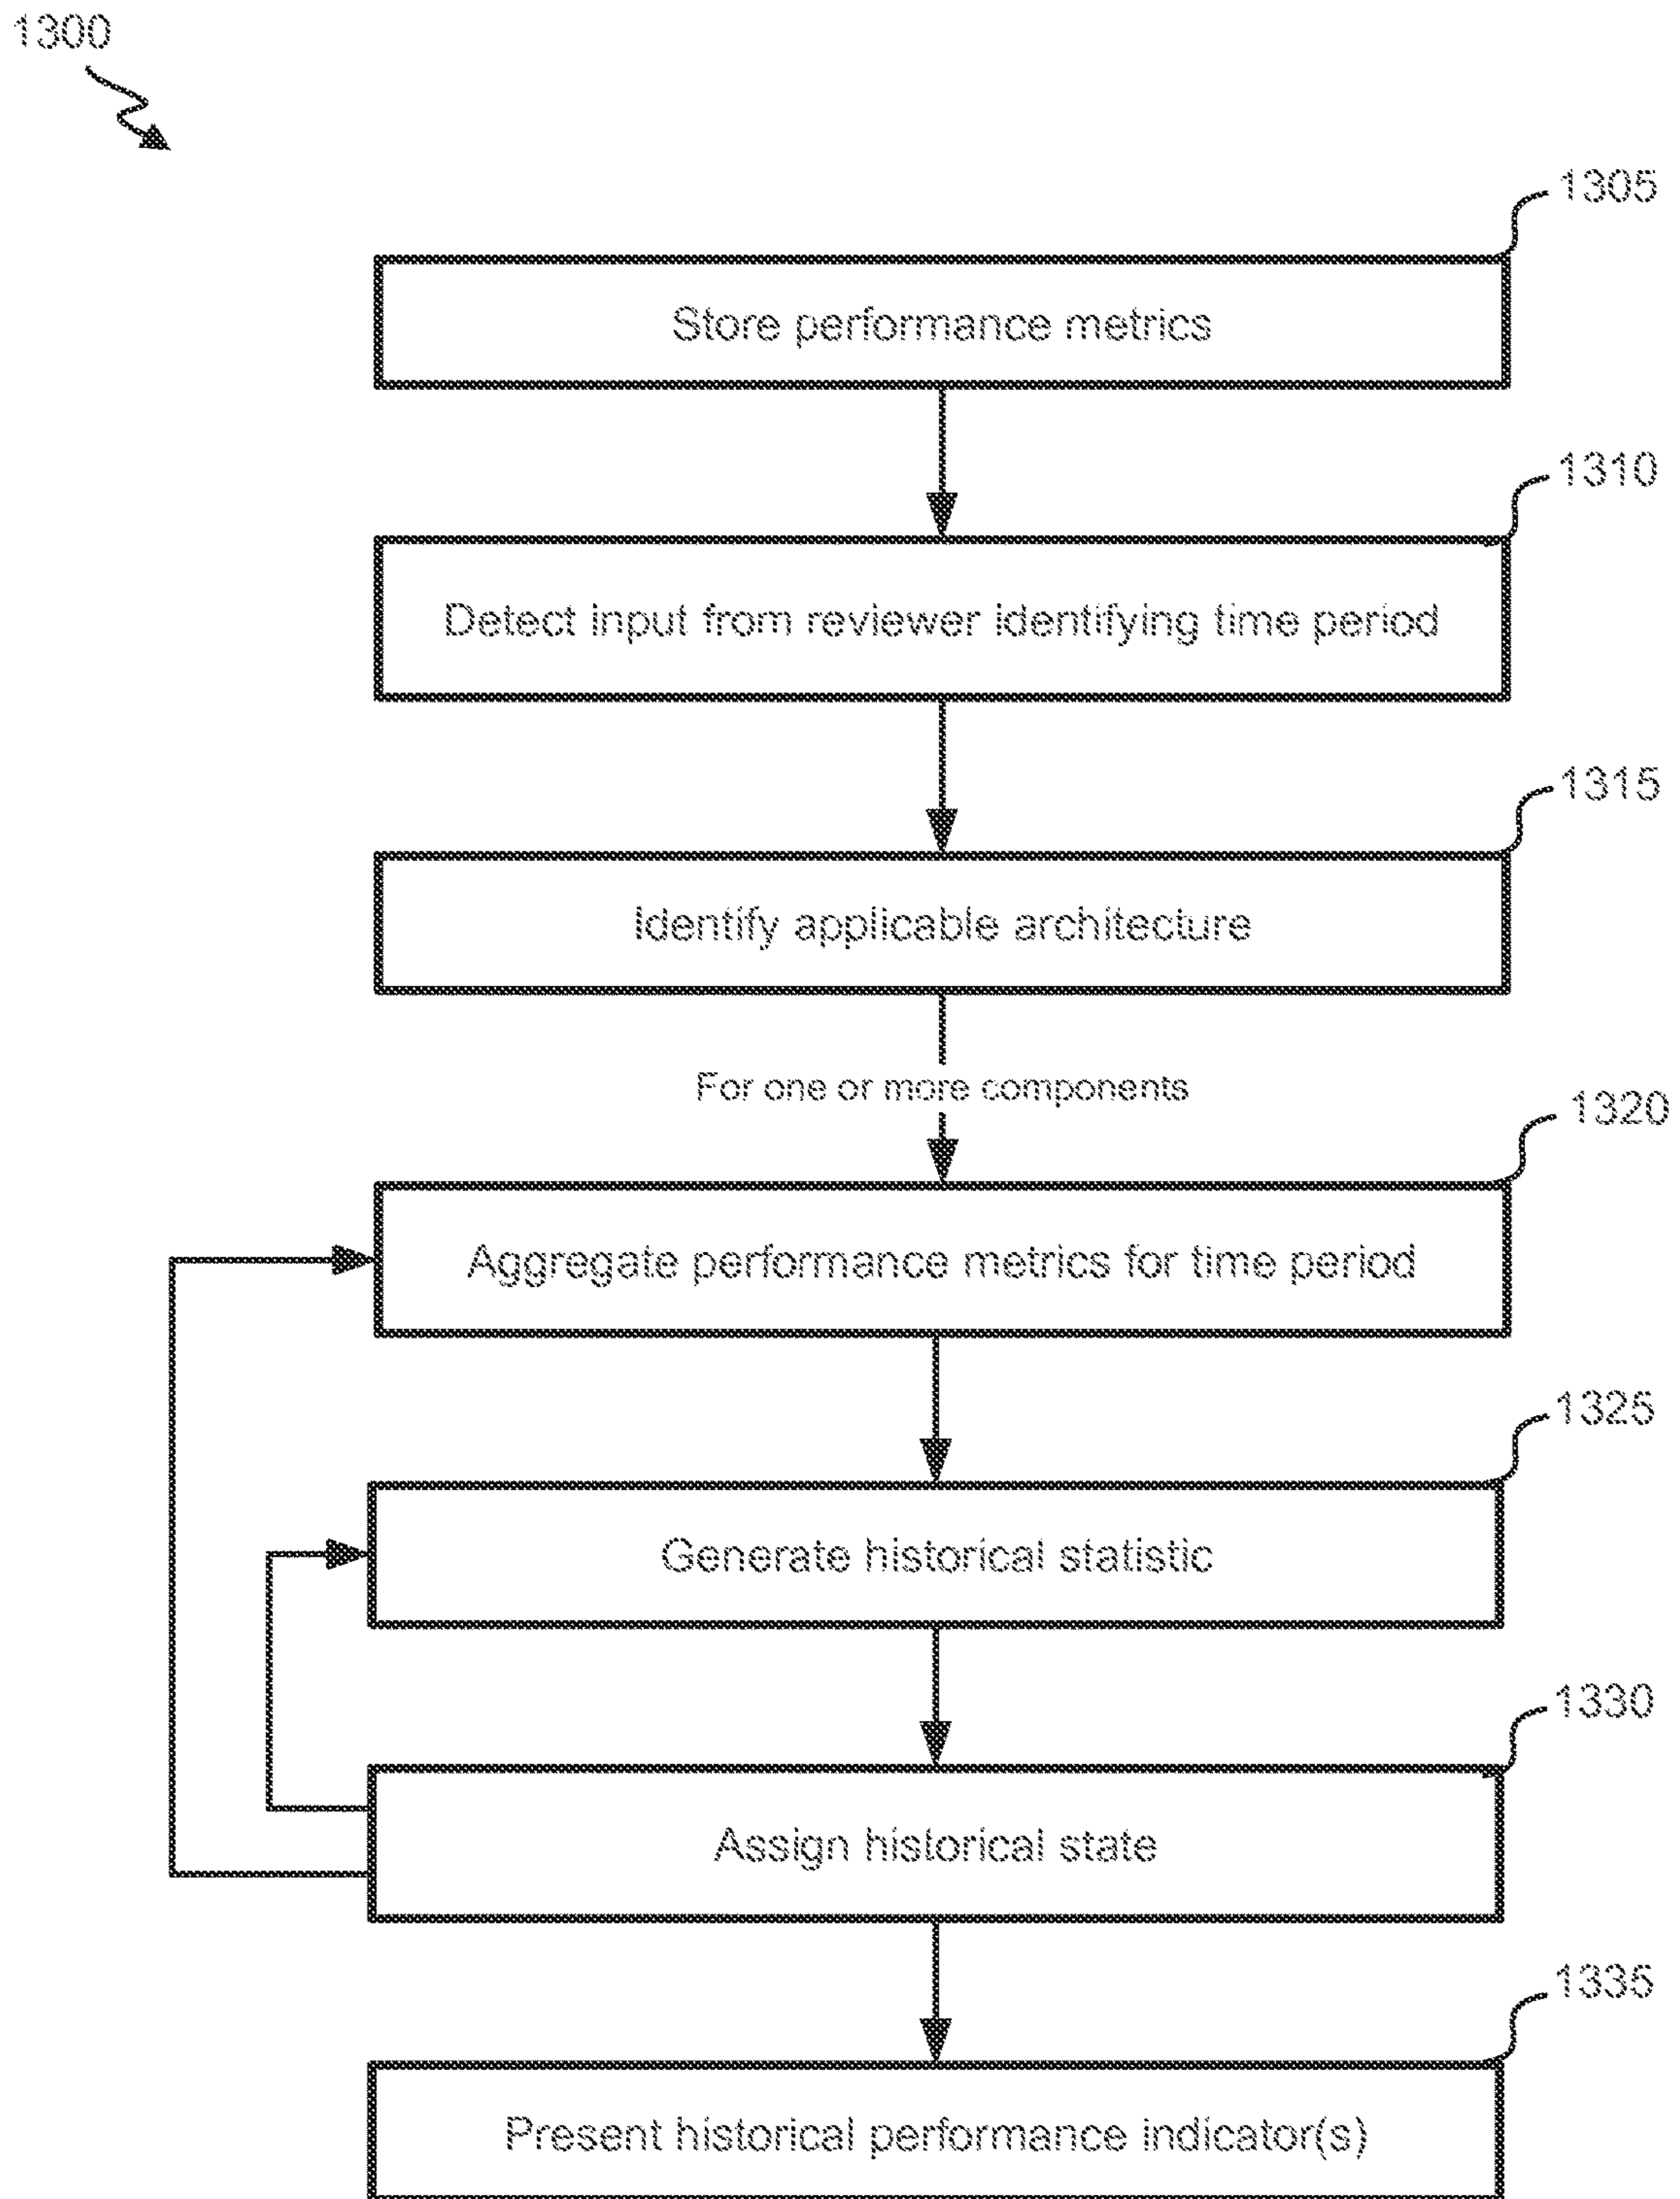 1300
1305
Store performance metrics
1310
Detect input from reviewer identifying time period
1315
Identify applicable architecture
For one or more components
1320
Aggregate performance metrics for time period
1325
Generate historical statistic
1330
Assign historical state
1335
Present historical performance indicator(s)